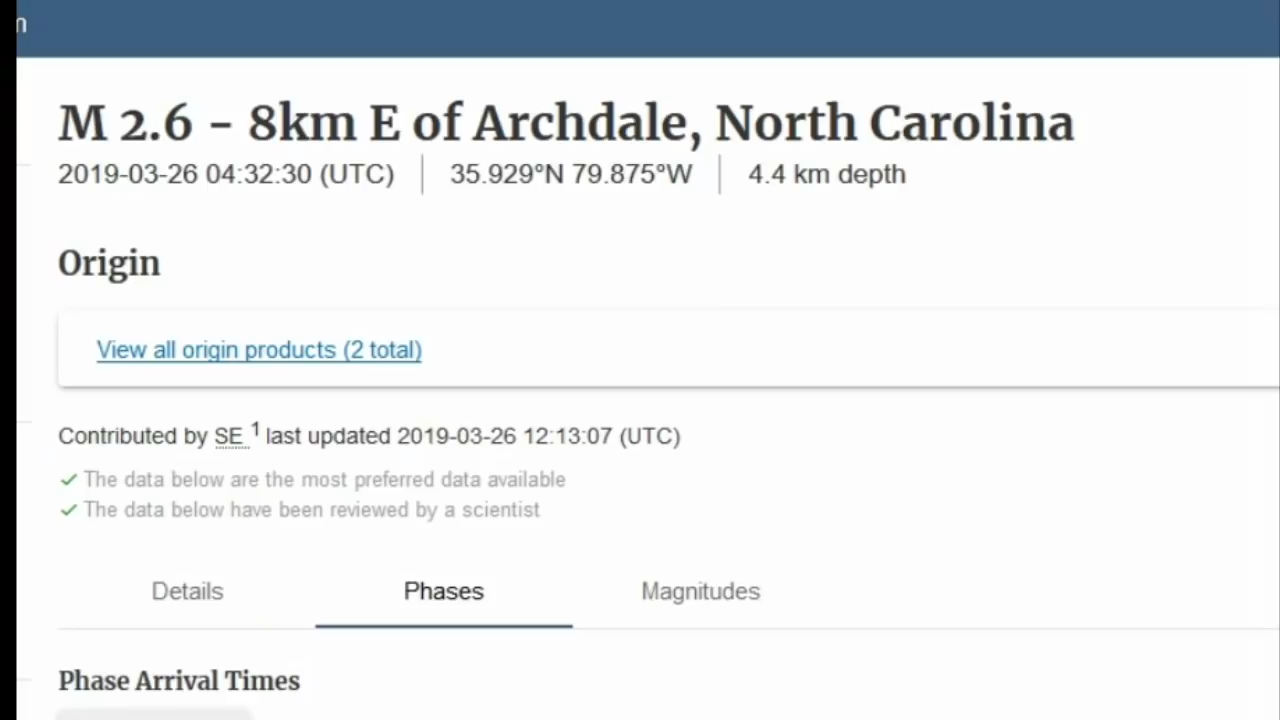 M 2.6 - 8km E of Archdale, North Carolina
2019-03-26 04:32:30 (UTC) 35.929°N 79.875°W 4.4 km depth
Origin
View all origin products (2 total)
Contributed by SE 1 last updated 2019-03-26 12:13:07 (UTC)
✓ The data below are the most preferred data available
✓ The data below have been reviewed by a scientist
Details Phases Magnitudes
Phase Arrival Times